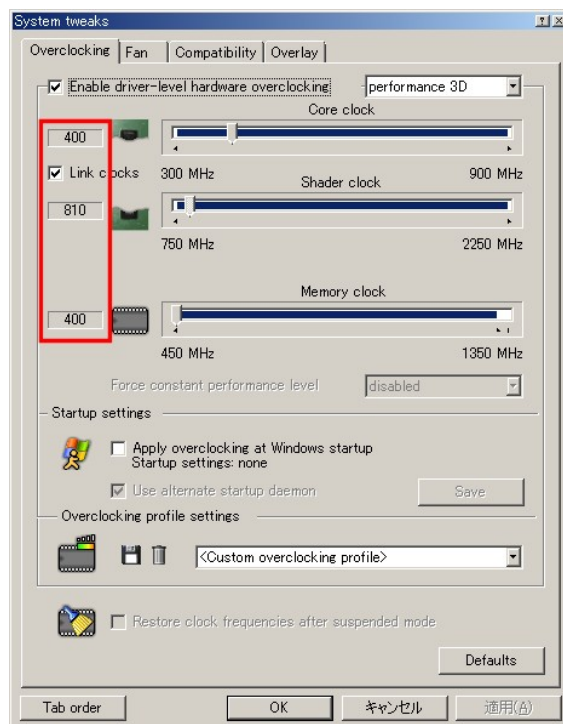 System tweaks
Overclocking Fan Compatibility Overlay
Enable driver-level hardware overclocking performance 3D
Core clock
400
300 MHz 900 MHz
Link clocks
Shader clock
810
750 MHz 2250 MHz
Memory clock
400
450 MHz 1350 MHz
Force constant performance level disabled
Startup settings
Apply overclocking at Windows startup
Startup settings: none
Use alternate startup daemon Save
Overclocking profile settings
<Custom overclocking profile>
Restore clock frequencies after suspended mode
Defaults
Tab order OK キャンセル 適用(A)